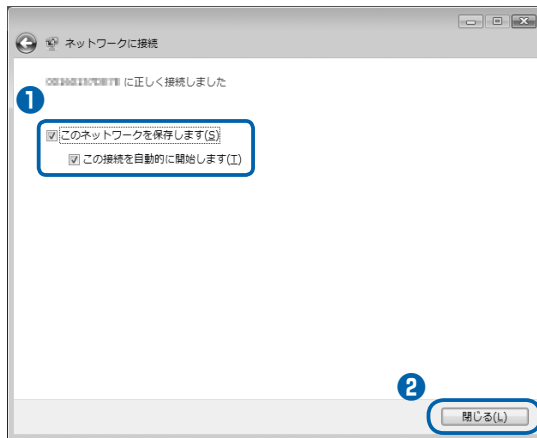 ネットワークに接続
に正しく接続しました
❶
このネットワークを保存します(S)
この接続を自動的に開始します(T)
❷
閉じる(L)